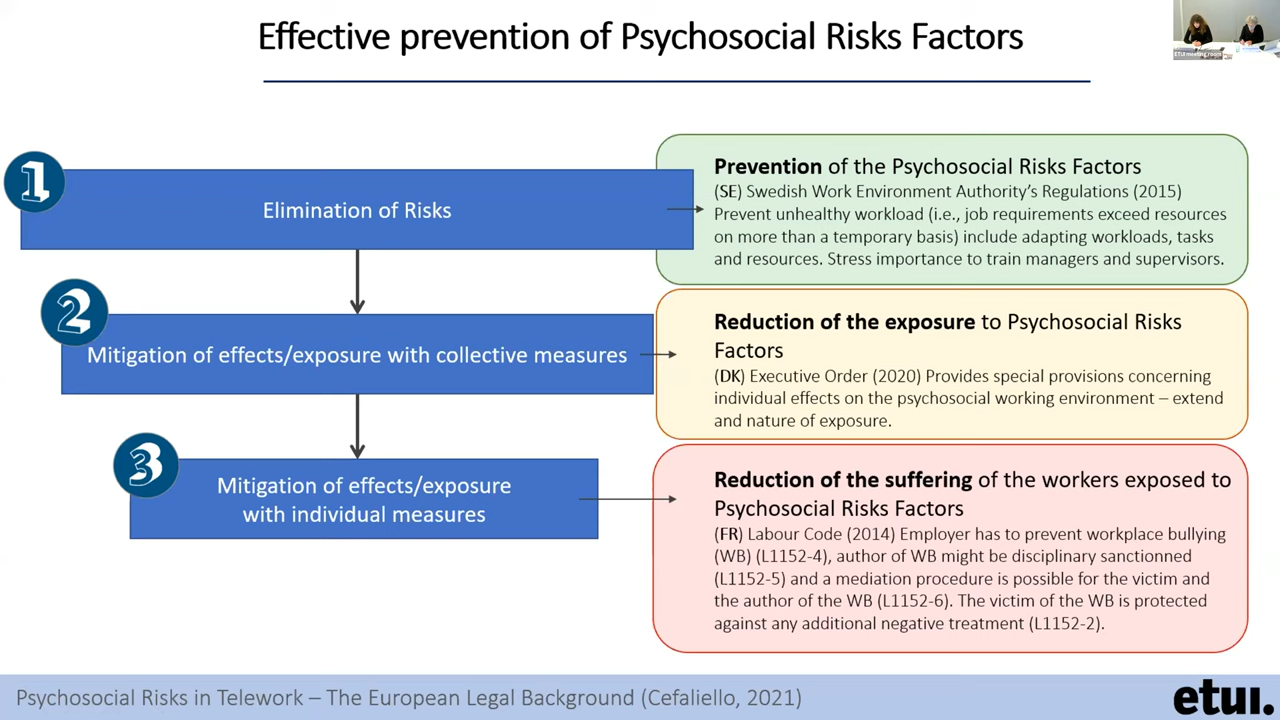 Effective prevention of Psychosocial Risks Factors
ETUI meeting room
1
Elimination of Risks
Prevention of the Psychosocial Risks Factors
(SE) Swedish Work Environment Authority's Regulations (2015)
Prevent unhealthy workload (i.e., job requirements exceed resources
on more than a temporary basis) include adapting workloads, tasks
and resources. Stress importance to train managers and supervisors.
2
Mitigation of effects/exposure with collective measures
Reduction of the exposure to Psychosocial Risks
Factors
(DK) Executive Order (2020) Provides special provisions concerning
individual effects on the psychosocial working environment – extend
and nature of exposure.
3
Mitigation of effects/exposure
with individual measures
Reduction of the suffering of the workers exposed to
Psychosocial Risks Factors
(FR) Labour Code (2014) Employer has to prevent workplace bullying
(WB) (L1152-4), author of WB might be disciplinary sanctionned
(L1152-5) and a mediation procedure is possible for the victim and
the author of the WB (L1152-6). The victim of the WB is protected
against any additional negative treatment (L1152-2).
Psychosocial Risks in Telework – The European Legal Background (Cefaliello, 2021)
etui.